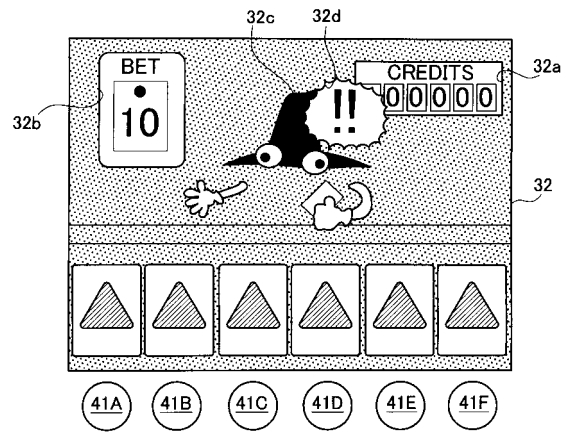 32c 32d
BET
CREDITS
32a
32b
10
!!
00000
32
41A 41B 41C 41D 41E 41F